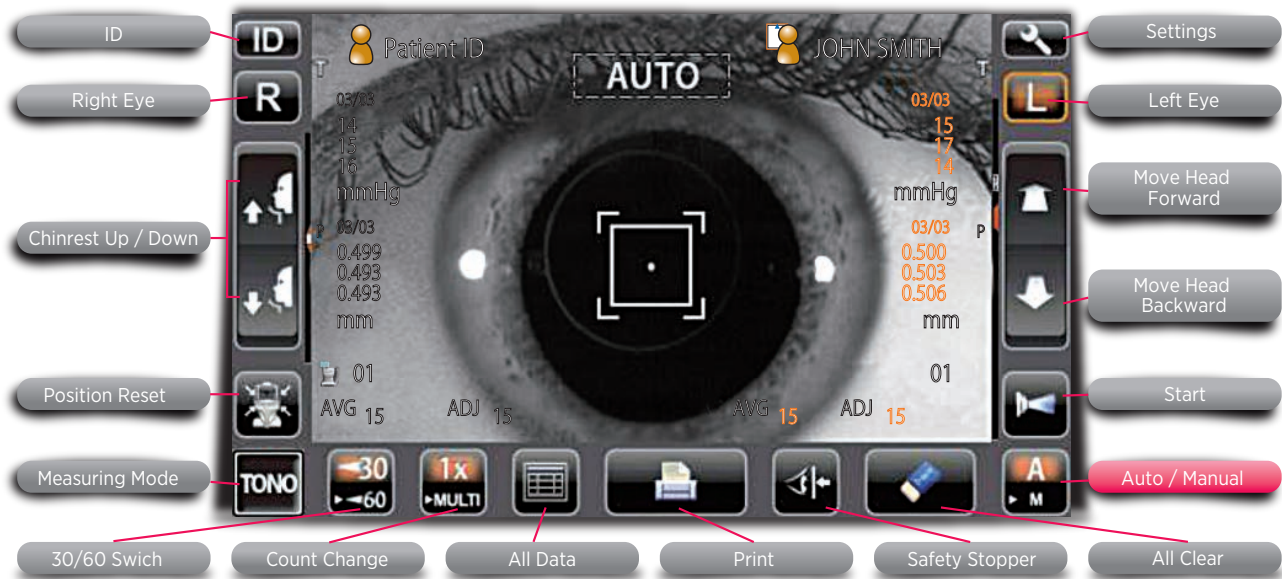 ID
Right Eye
Chinrest Up / Down
Position Reset
Measuring Mode
30/60 Swich
Count Change
All Data
Print
Safety Stopper
All Clear
Settings
Left Eye
Move Head
Forward
Move Head
Backward
Start
Auto / Manual
ID
R
TONO
Patient ID
JOHN SMITH
AUTO
T
03/03
14
15
16
mmHg
P
03/03
0.499
0.493
0.493
mm
01
AVG 15
ADJ 15
T
03/03
15
17
14
mmHg
03/03
P
0.500
0.503
0.506
mm
01
AVG 15
ADJ 15
L
30
60
1x
MULTI
A
M